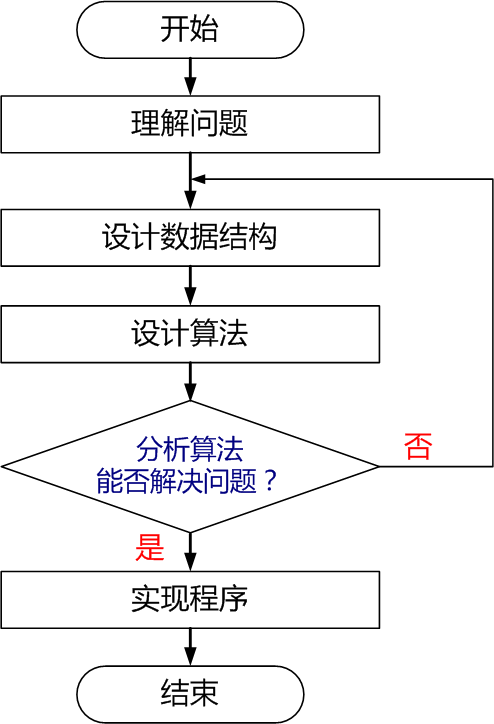 开始
理解问题
设计数据结构
设计算法
分析算法
能否解决问题？
否
是
实现程序
结束